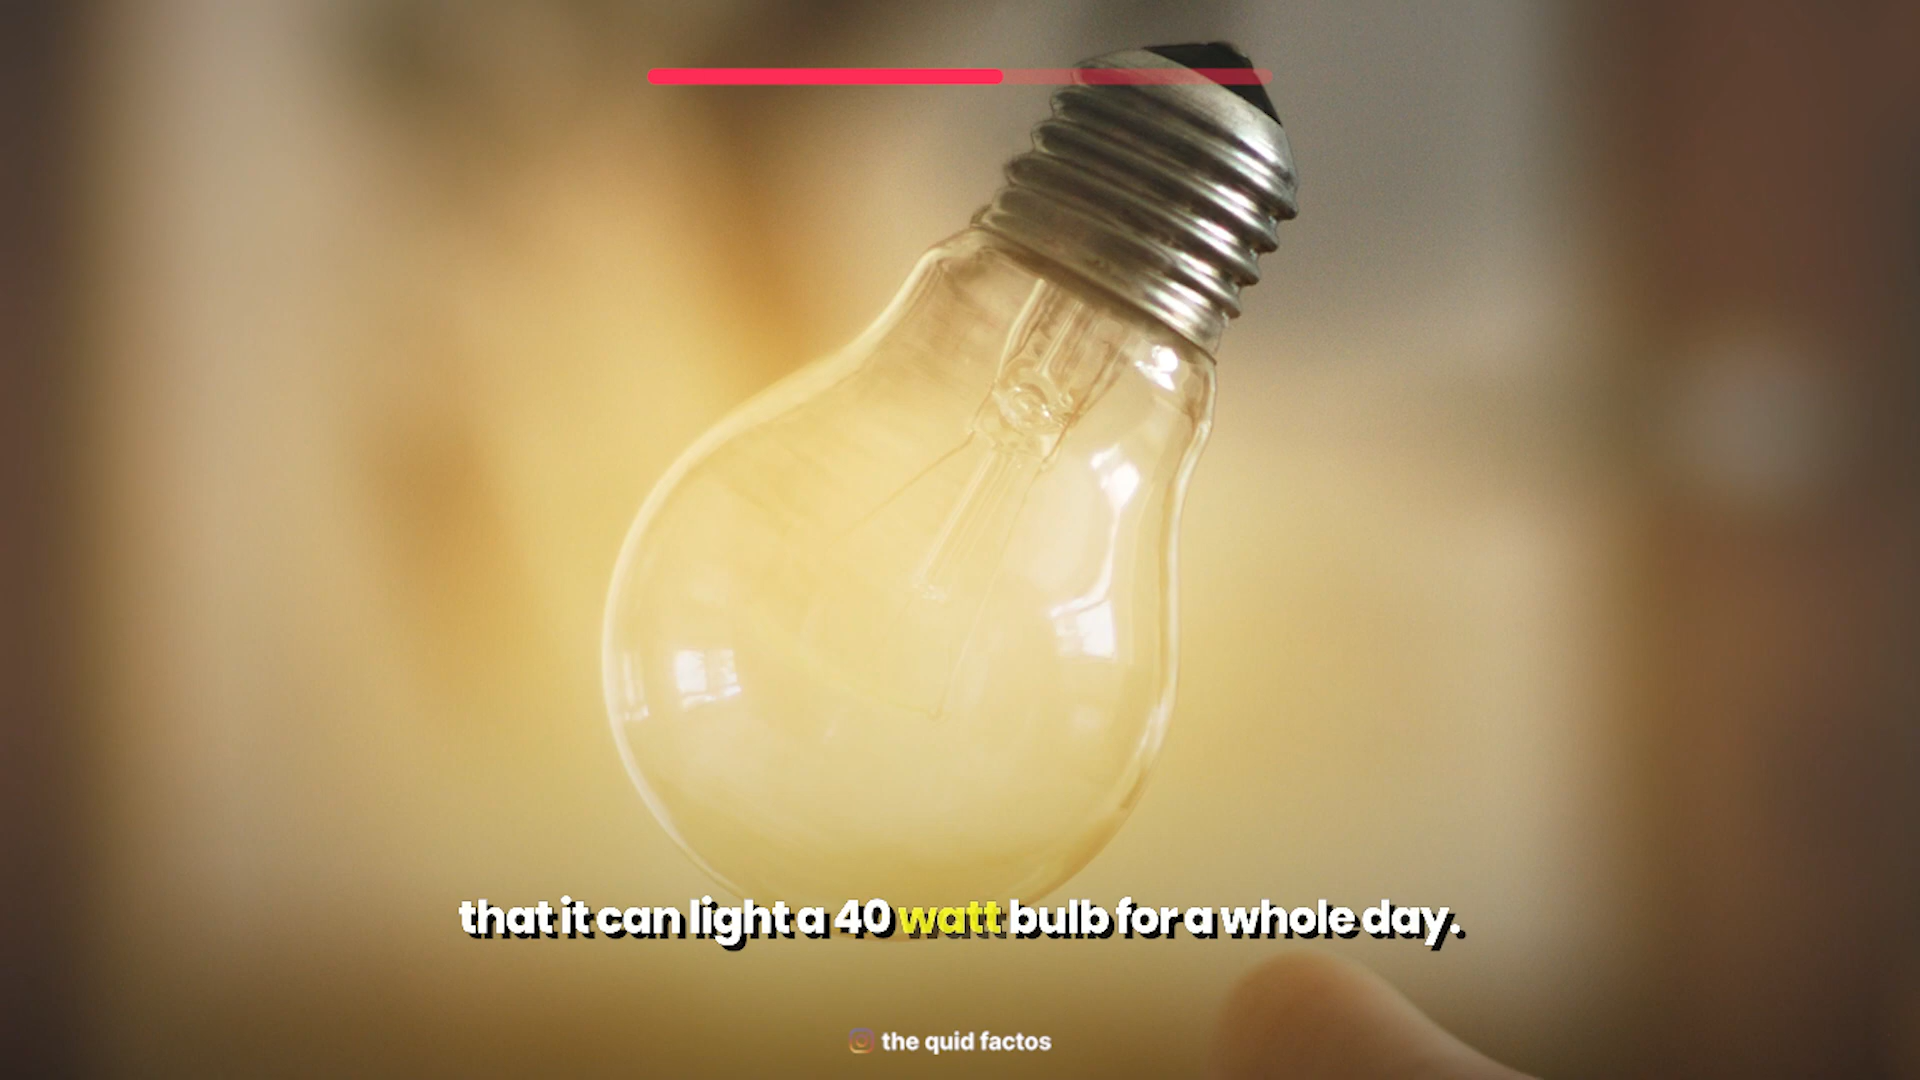 that it can light a 40 watt bulb for a whole day.
the quid factos